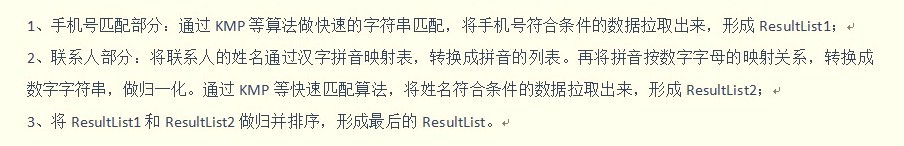 1、手机号匹配部分：通过 KMP 等算法做快速的字符串匹配，将手机号符合条件的数据拉取出来，形成 ResultList1；
2、联系人部分：将联系人的姓名通过汉字拼音映射表，转换成拼音的列表。再将拼音按数字字母的映射关系，转换成
数字字符串，做归一化。通过 KMP 等快速匹配算法，将姓名符合条件的数据拉取出来，形成 ResultList2；
3、将 ResultList1 和 ResultList2 做归并排序，形成最后的 ResultList。